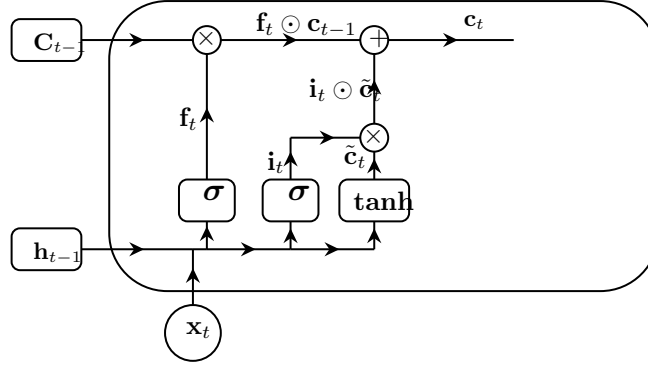 f_t ⊙ c_{t−1}
c_t
C_{t−1}
×
+
i_t ⊙ c̃_t
f_t
×
i_t
c̃_t
σ
σ
tanh
h_{t−1}
x_t